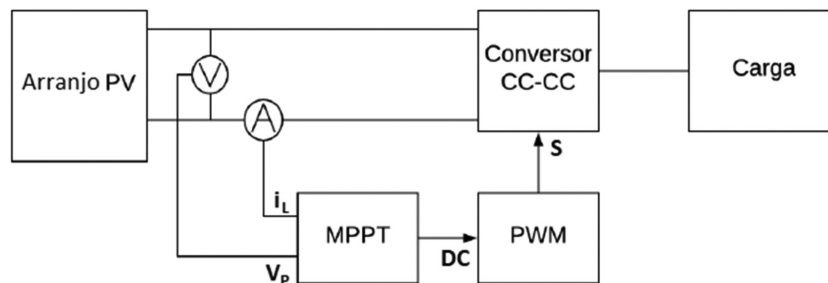 Arranjo PV
V
A
Conversor
CC-CC
Carga
S
i_L
MPPT
DC
PWM
V_P